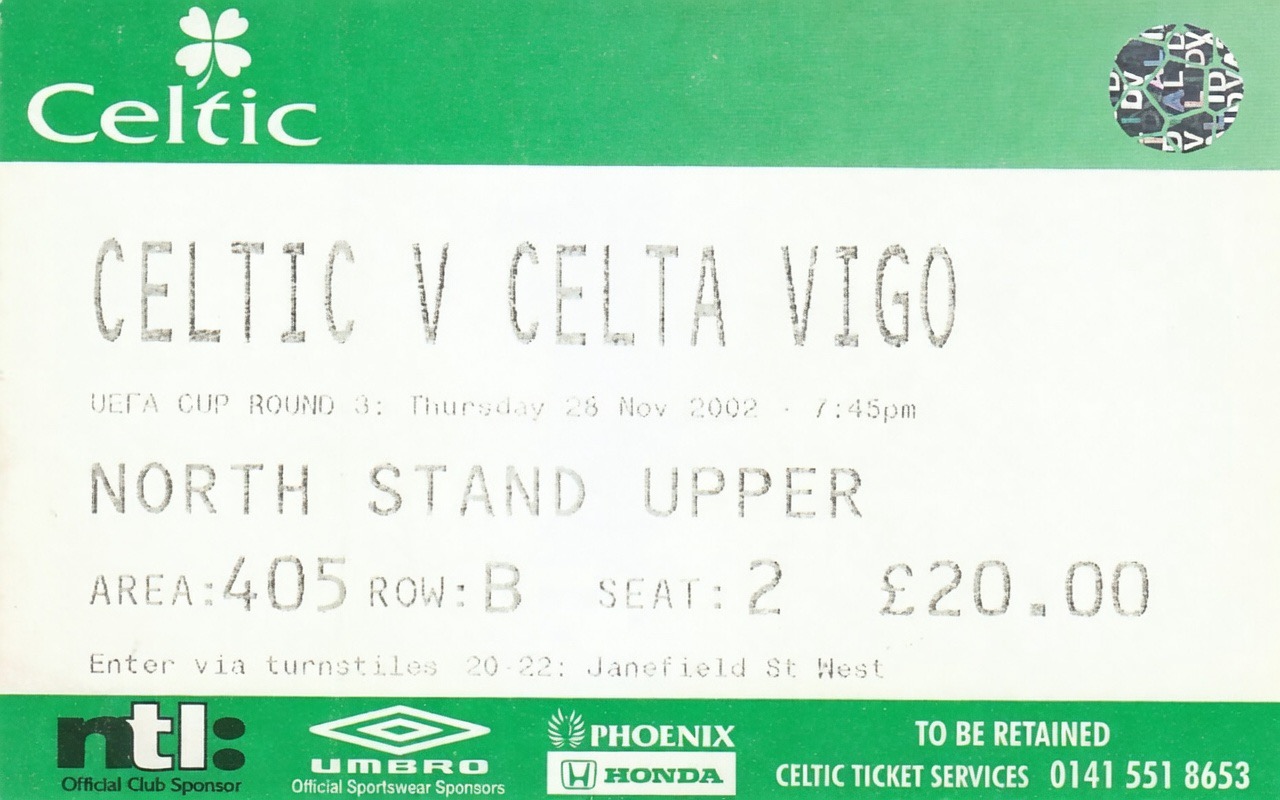 Celtic
CELTIC V CELTA VIGO
UEFA CUP ROUND 3: Thursday 28 Nov 2002 - 7:45pm
NORTH STAND UPPER
AREA:405 ROW:B SEAT:2 £20.00
Enter via turnstiles 20-22: Janefield St West
ntl:
Official Club Sponsor
UMBRO
Official Sportswear Sponsors
PHOENIX
HONDA
TO BE RETAINED
CELTIC TICKET SERVICES 0141 551 8653